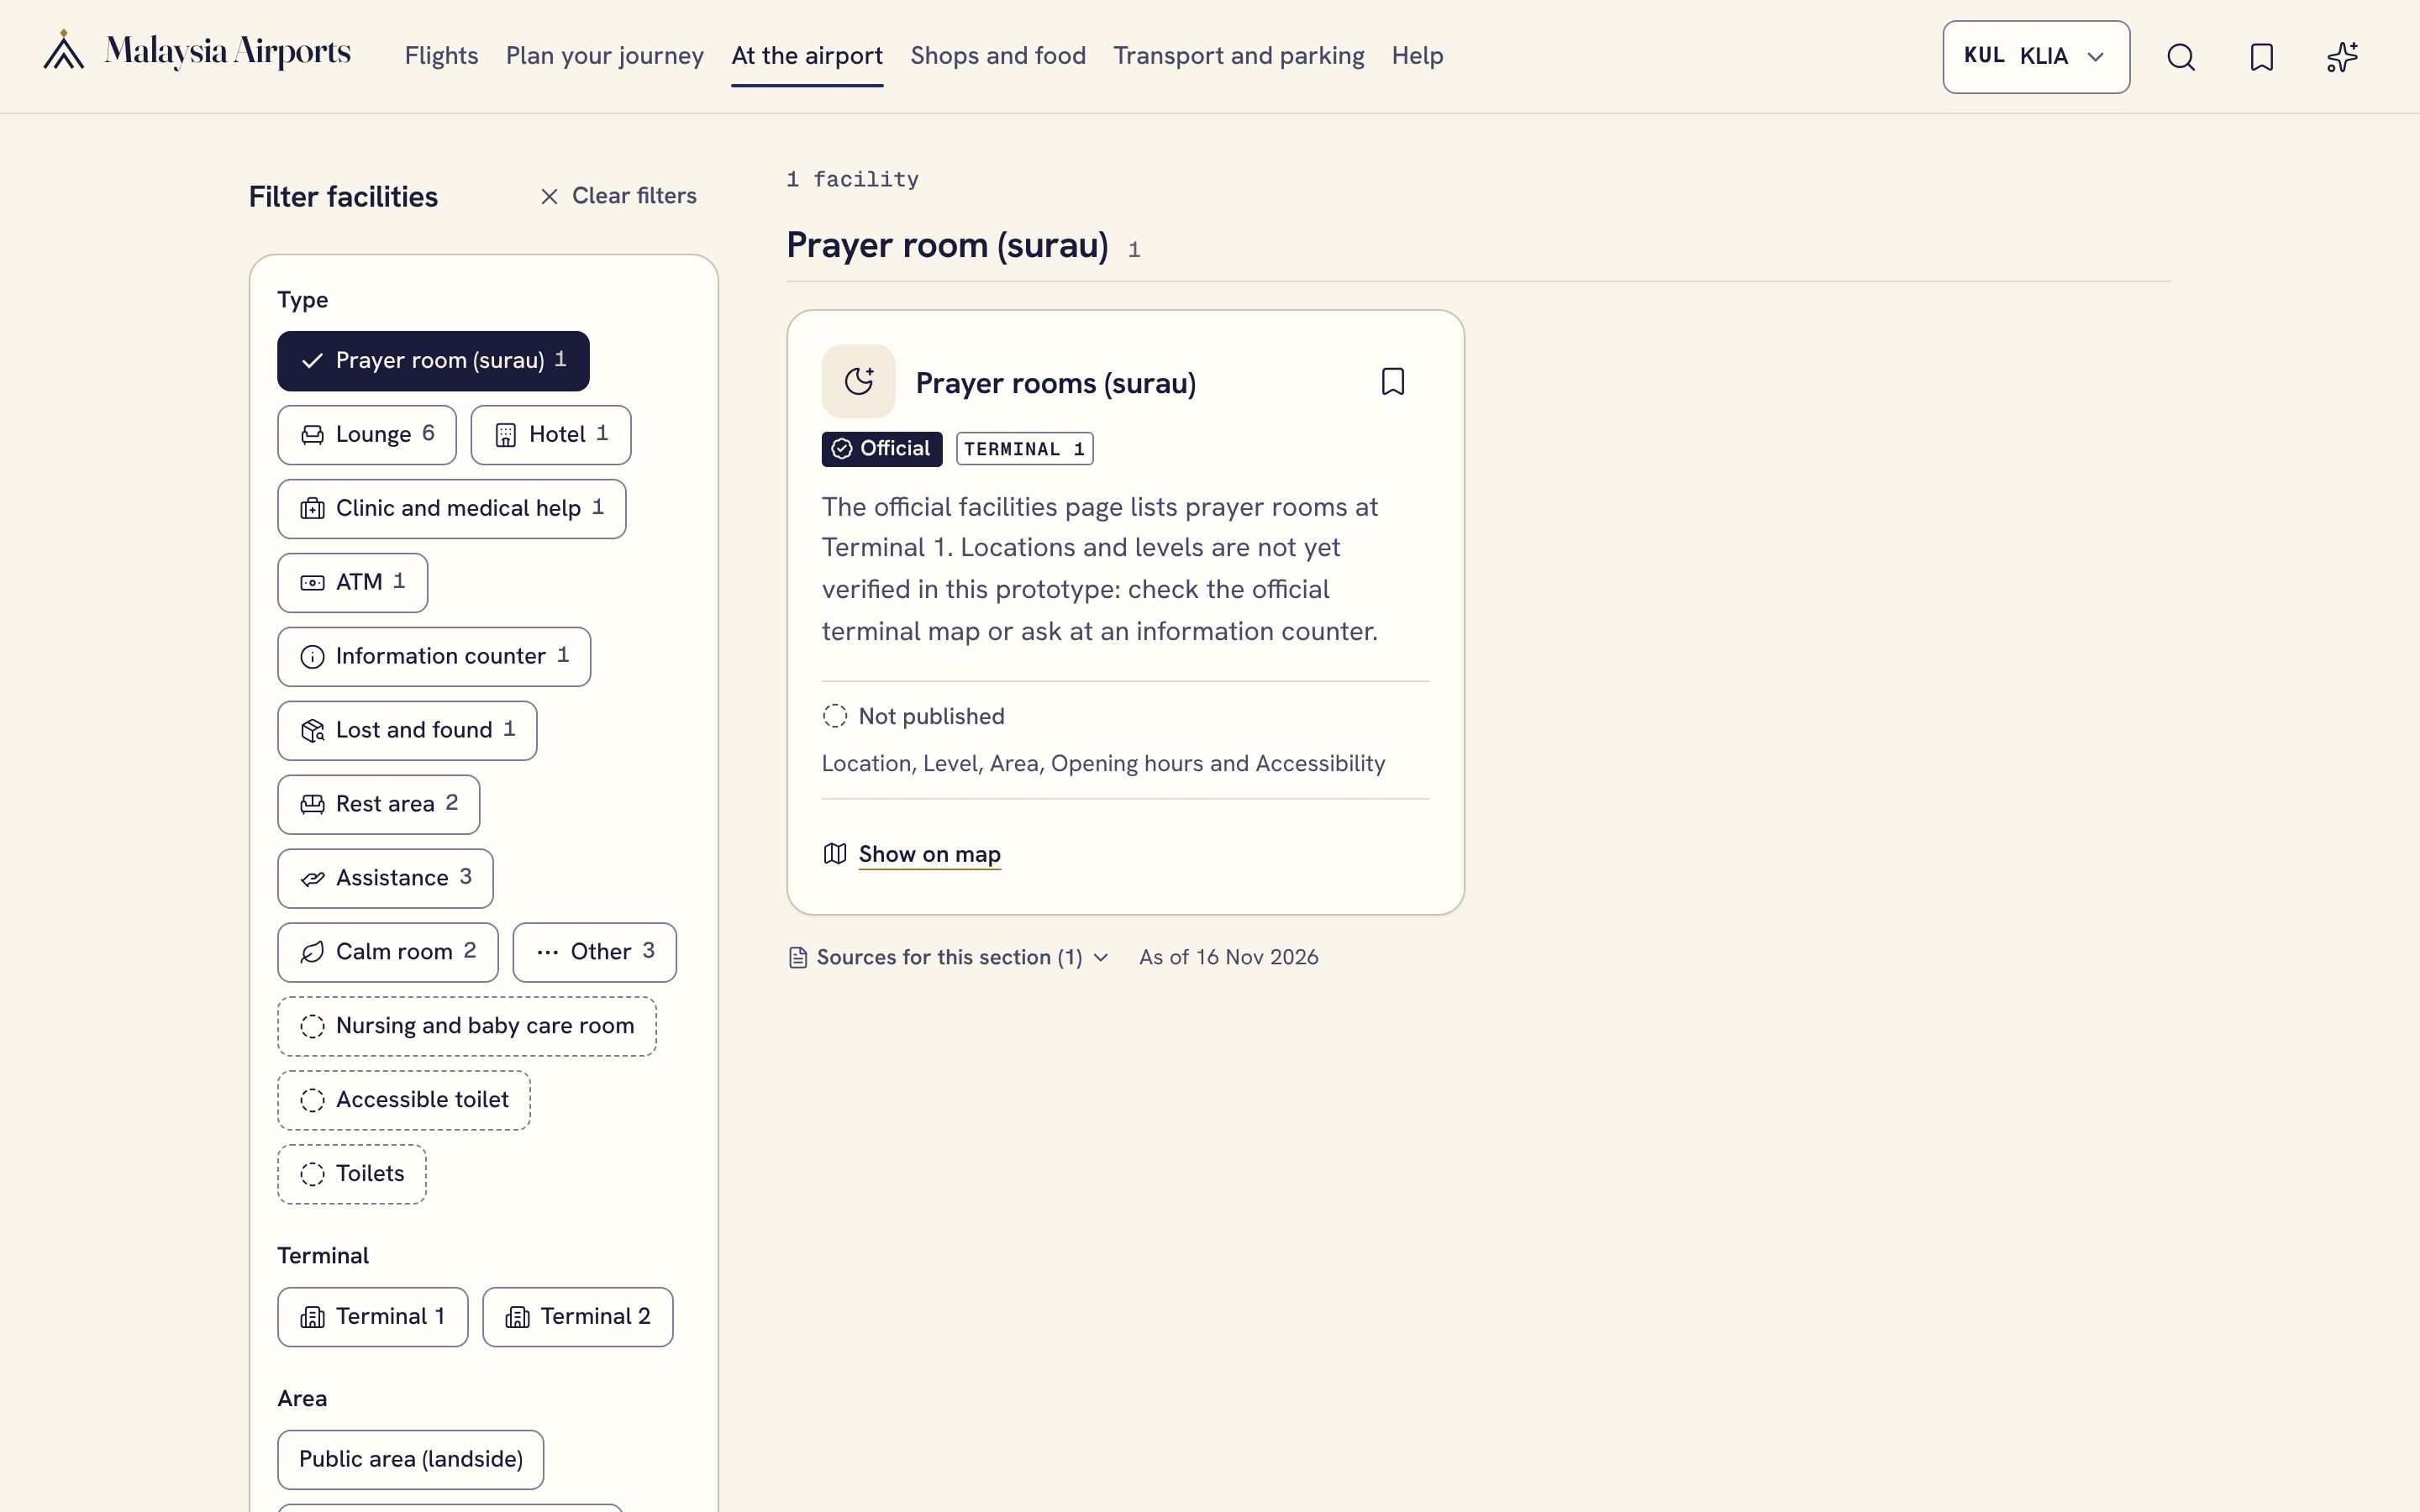 Malaysia Airports
Flights
Plan your journey
At the airport
Shops and food
Transport and parking
Help
KUL KLIA
Filter facilities
Clear filters
Type
Prayer room (surau) 1
Lounge 6
Hotel 1
Clinic and medical help 1
ATM 1
Information counter 1
Lost and found 1
Rest area 2
Assistance 3
Calm room 2
Other 3
Nursing and baby care room
Accessible toilet
Toilets
Terminal
Terminal 1
Terminal 2
Area
Public area (landside)
1 facility
Prayer room (surau) 1
Prayer rooms (surau)
Official
TERMINAL 1
The official facilities page lists prayer rooms at
Terminal 1. Locations and levels are not yet
verified in this prototype: check the official
terminal map or ask at an information counter.
Not published
Location, Level, Area, Opening hours and Accessibility
Show on map
Sources for this section (1)
As of 16 Nov 2026